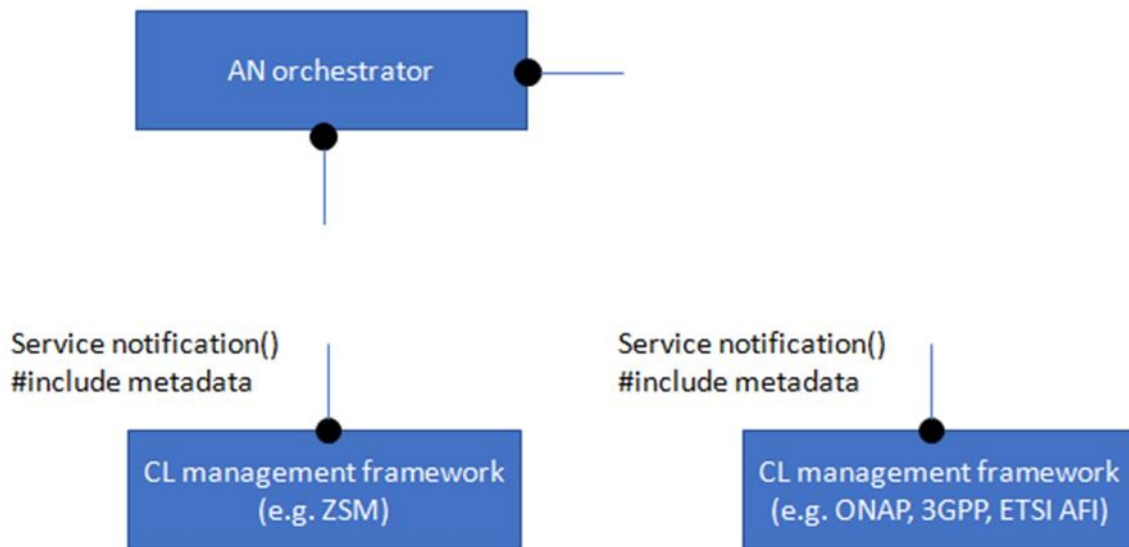 AN orchestrator
Service notification()
#include metadata
Service notification()
#include metadata
CL management framework
(e.g. ZSM)
CL management framework
(e.g. ONAP, 3GPP, ETSI AFI)